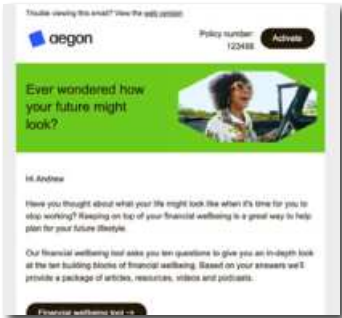 Trouble viewing this email? View the web version
aegon
Policy number:
123456
Activate
Ever wondered how
your future might
look?
Hi Andrew
Have you thought about what your life might look like when it's time for you to
stop working? Keeping on top of your financial wellbeing is a great way to help
plan for your future lifestyle.
Our financial wellbeing tool asks you ten questions to give you an in-depth look
at the ten building blocks of financial wellbeing. Based on your answers we'll
provide a package of articles, resources, videos and podcasts.
Financial wellbeing tool →